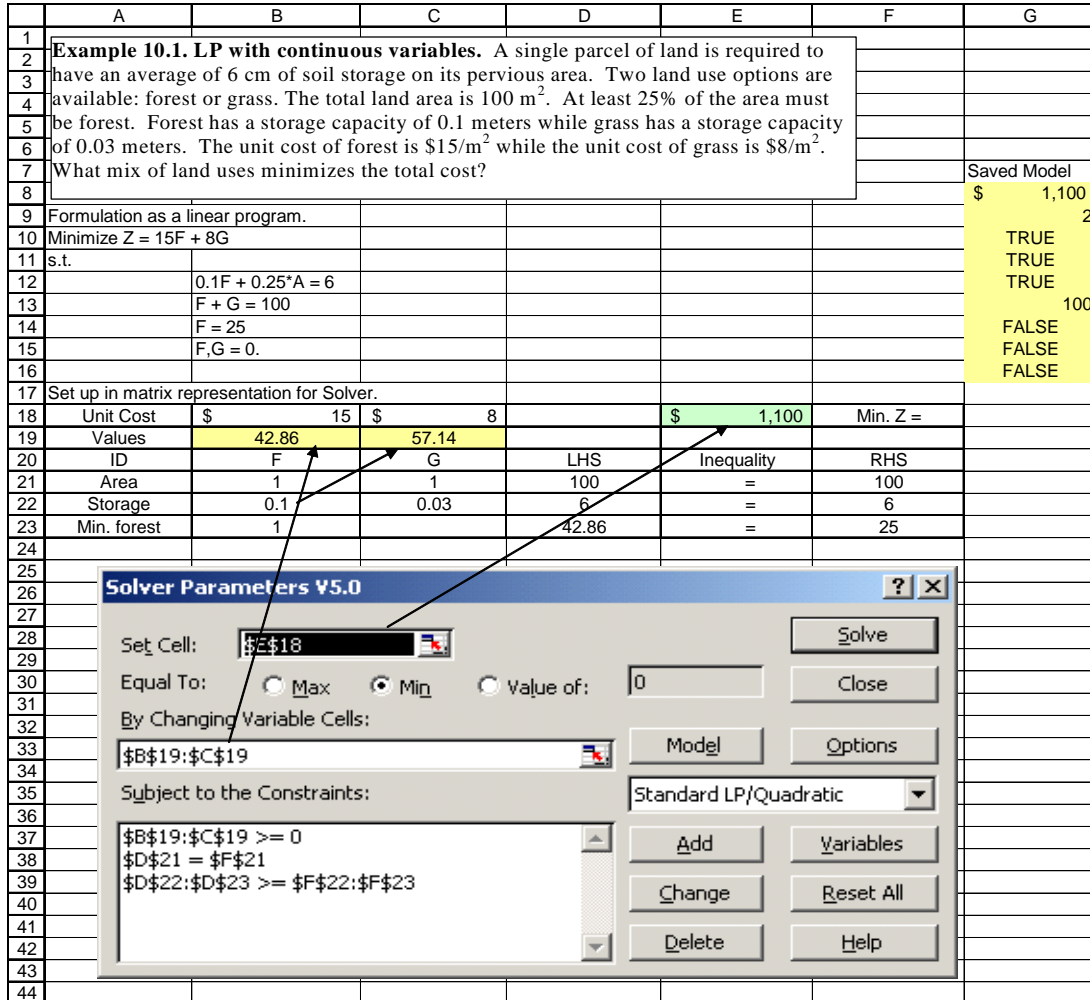 A B C D E F G
1
2
3
4
5
6
7
8
9
10
11
12
13
14
15
16
17
18
19
20
21
22
23
24
25
26
27
28
29
30
31
32
33
34
35
36
37
38
39
40
41
42
43
44
Example 10.1. LP with continuous variables. A single parcel of land is required to
have an average of 6 cm of soil storage on its pervious area. Two land use options are
available: forest or grass. The total land area is 100 m². At least 25% of the area must
be forest. Forest has a storage capacity of 0.1 meters while grass has a storage capacity
of 0.03 meters. The unit cost of forest is $15/m² while the unit cost of grass is $8/m².
What mix of land uses minimizes the total cost?
Saved Model
$ 1,100
2
TRUE
TRUE
TRUE
100
FALSE
FALSE
FALSE
Formulation as a linear program.
Minimize Z = 15F + 8G
s.t.
0.1F + 0.25*A = 6
F + G = 100
F = 25
F,G = 0.
Set up in matrix representation for Solver.
Unit Cost $ 15 $ 8 $ 1,100 Min. Z =
Values 42.86 57.14
ID F G LHS Inequality RHS
Area 1 1 100 = 100
Storage 0.1 0.03 6 = 6
Min. forest 1 42.86 = 25
Solver Parameters V5.0 ? X
Set Cell: $E$18 Solve
Equal To: Max Min Value of: 0 Close
By Changing Variable Cells:
$B$19:$C$19 Model Options
Subject to the Constraints: Standard LP/Quadratic
$B$19:$C$19 >= 0 Add Variables
$D$21 = $F$21
$D$22:$D$23 >= $F$22:$F$23 Change Reset All
Delete Help